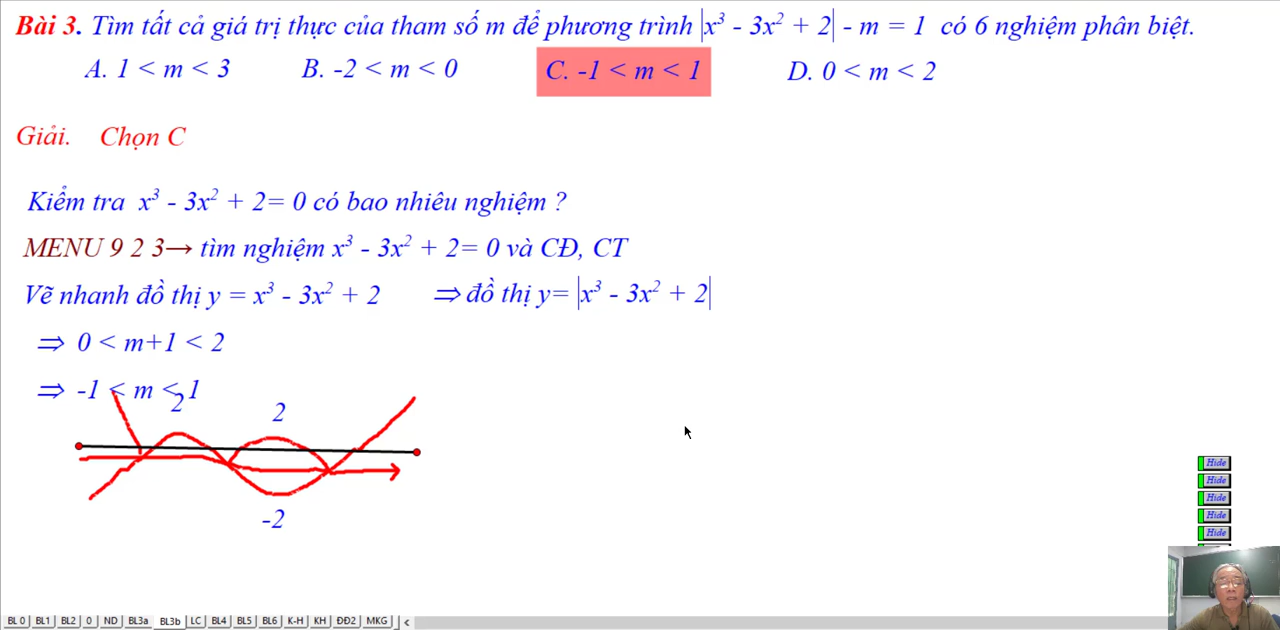 Bài 3. Tìm tất cả giá trị thực của tham số m để phương trình |x³ - 3x² + 2| - m = 1 có 6 nghiệm phân biệt.
A. 1 < m < 3 B. -2 < m < 0 C. -1 < m < 1 D. 0 < m < 2
Giải. Chọn C
Kiểm tra x³ - 3x² + 2= 0 có bao nhiêu nghiệm ?
MENU 9 2 3→ tìm nghiệm x³ - 3x² + 2= 0 và CĐ, CT
Vẽ nhanh đồ thị y = x³ - 3x² + 2 ⇒ đồ thị y= |x³ - 3x² + 2|
⇒ 0 < m+1 < 2
⇒ -1 < m < 1
2 2
-2
Hide
Hide
Hide
Hide
Hide
BL 0 BL1 BL2 0 ND BL3a BL3b LC BL4 BL5 BL6 K-H KH ĐĐ2 MKG <